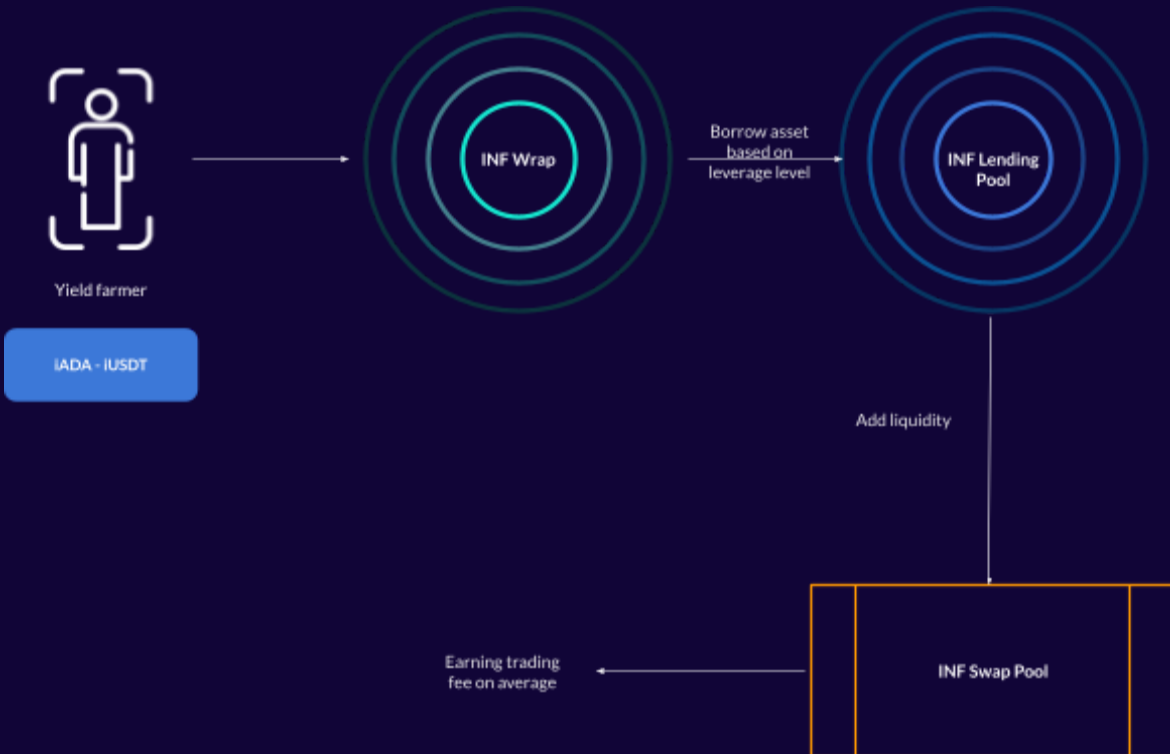 Borrow asset
based on
leverage level
INF Wrap
INF Lending
Pool
Yield farmer
iADA - iUSDT
Add liquidity
Earning trading
fee on average
INF Swap Pool